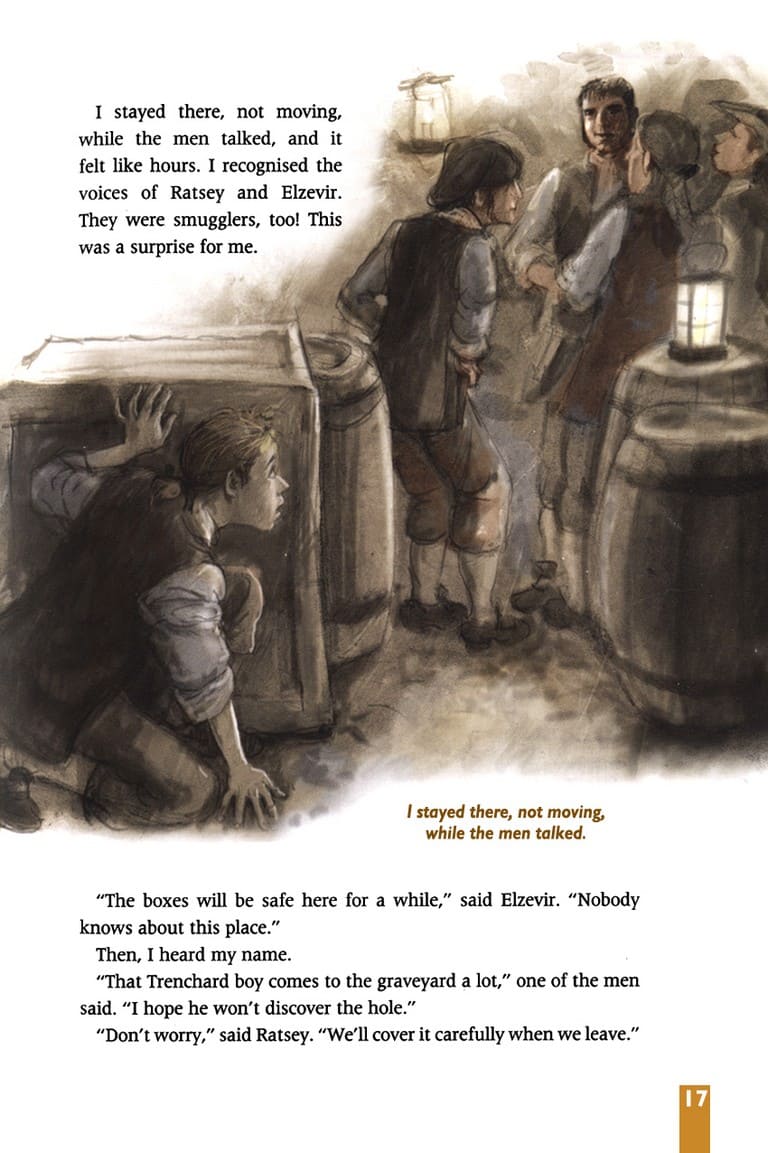 I stayed there, not moving,
while the men talked, and it
felt like hours. I recognised the
voices of Ratsey and Elzevir.
They were smugglers, too! This
was a surprise for me.
I stayed there, not moving,
while the men talked.
“The boxes will be safe here for a while,” said Elzevir. “Nobody
knows about this place.”
Then, I heard my name.
“That Trenchard boy comes to the graveyard a lot,” one of the men
said. “I hope he won’t discover the hole.”
“Don’t worry,” said Ratsey. “We’ll cover it carefully when we leave.”
17